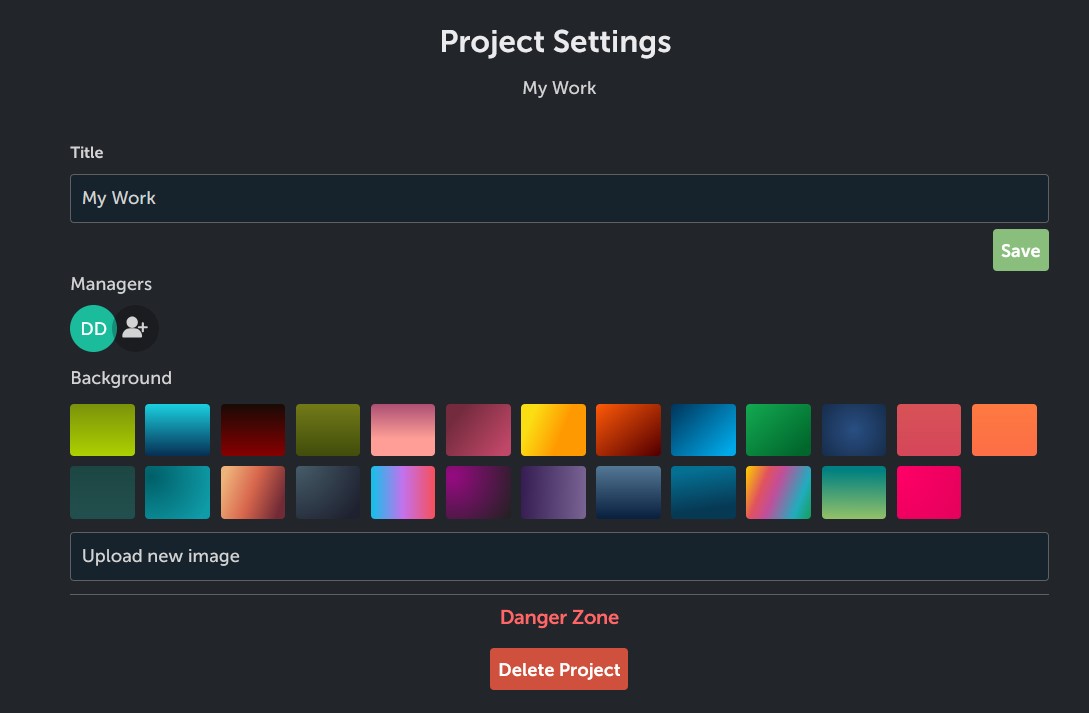 Project Settings
My Work
Title
My Work
Save
Managers
DD
Background
Upload new image
Danger Zone
Delete Project